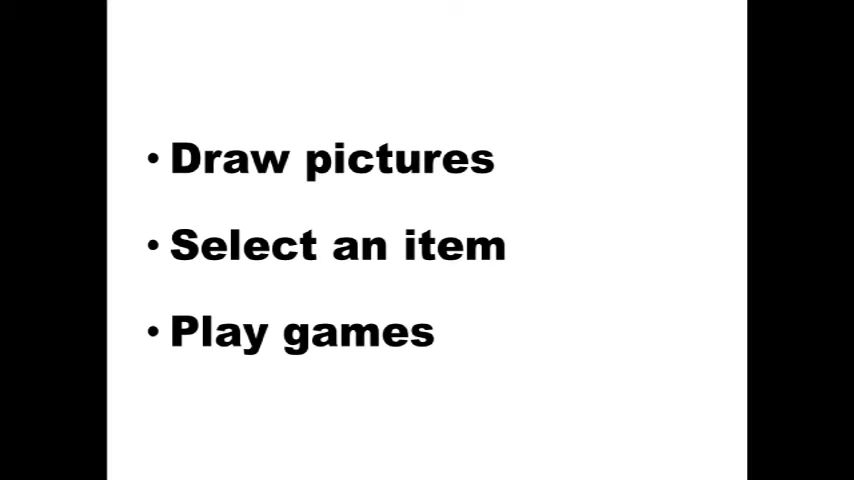 • Draw pictures
• Select an item
• Play games